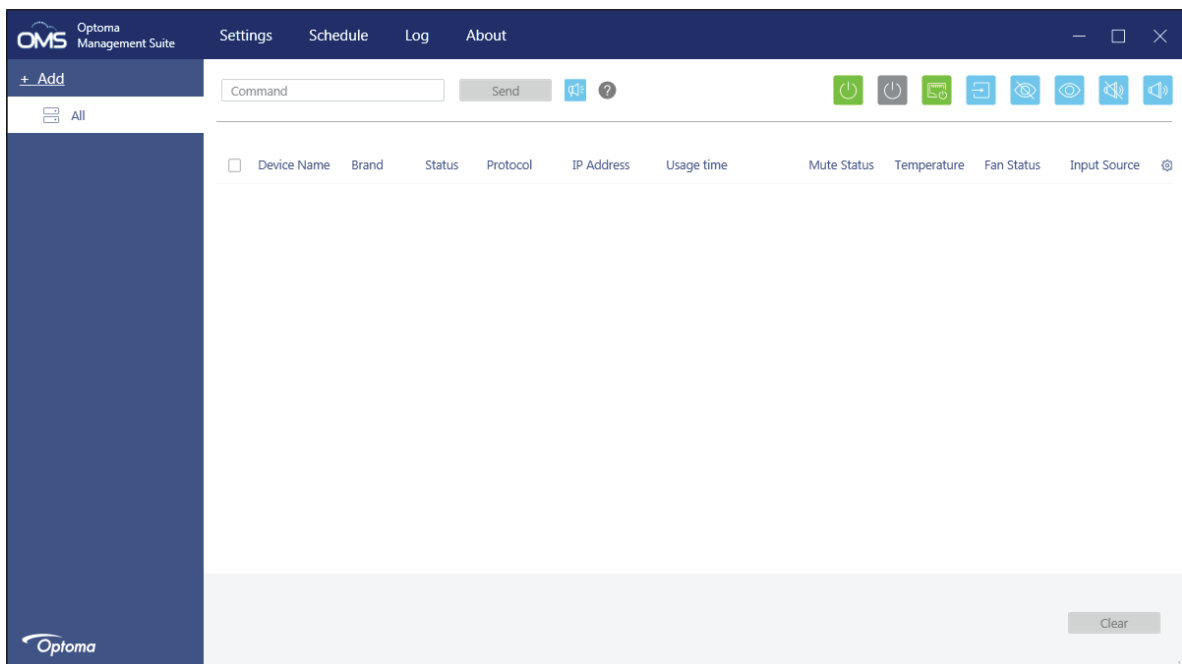 OMS
Optoma
Management Suite
Settings Schedule Log About
+ Add
All
Command Send ?
Device Name Brand Status Protocol IP Address Usage time Mute Status Temperature Fan Status Input Source
Clear
Optoma